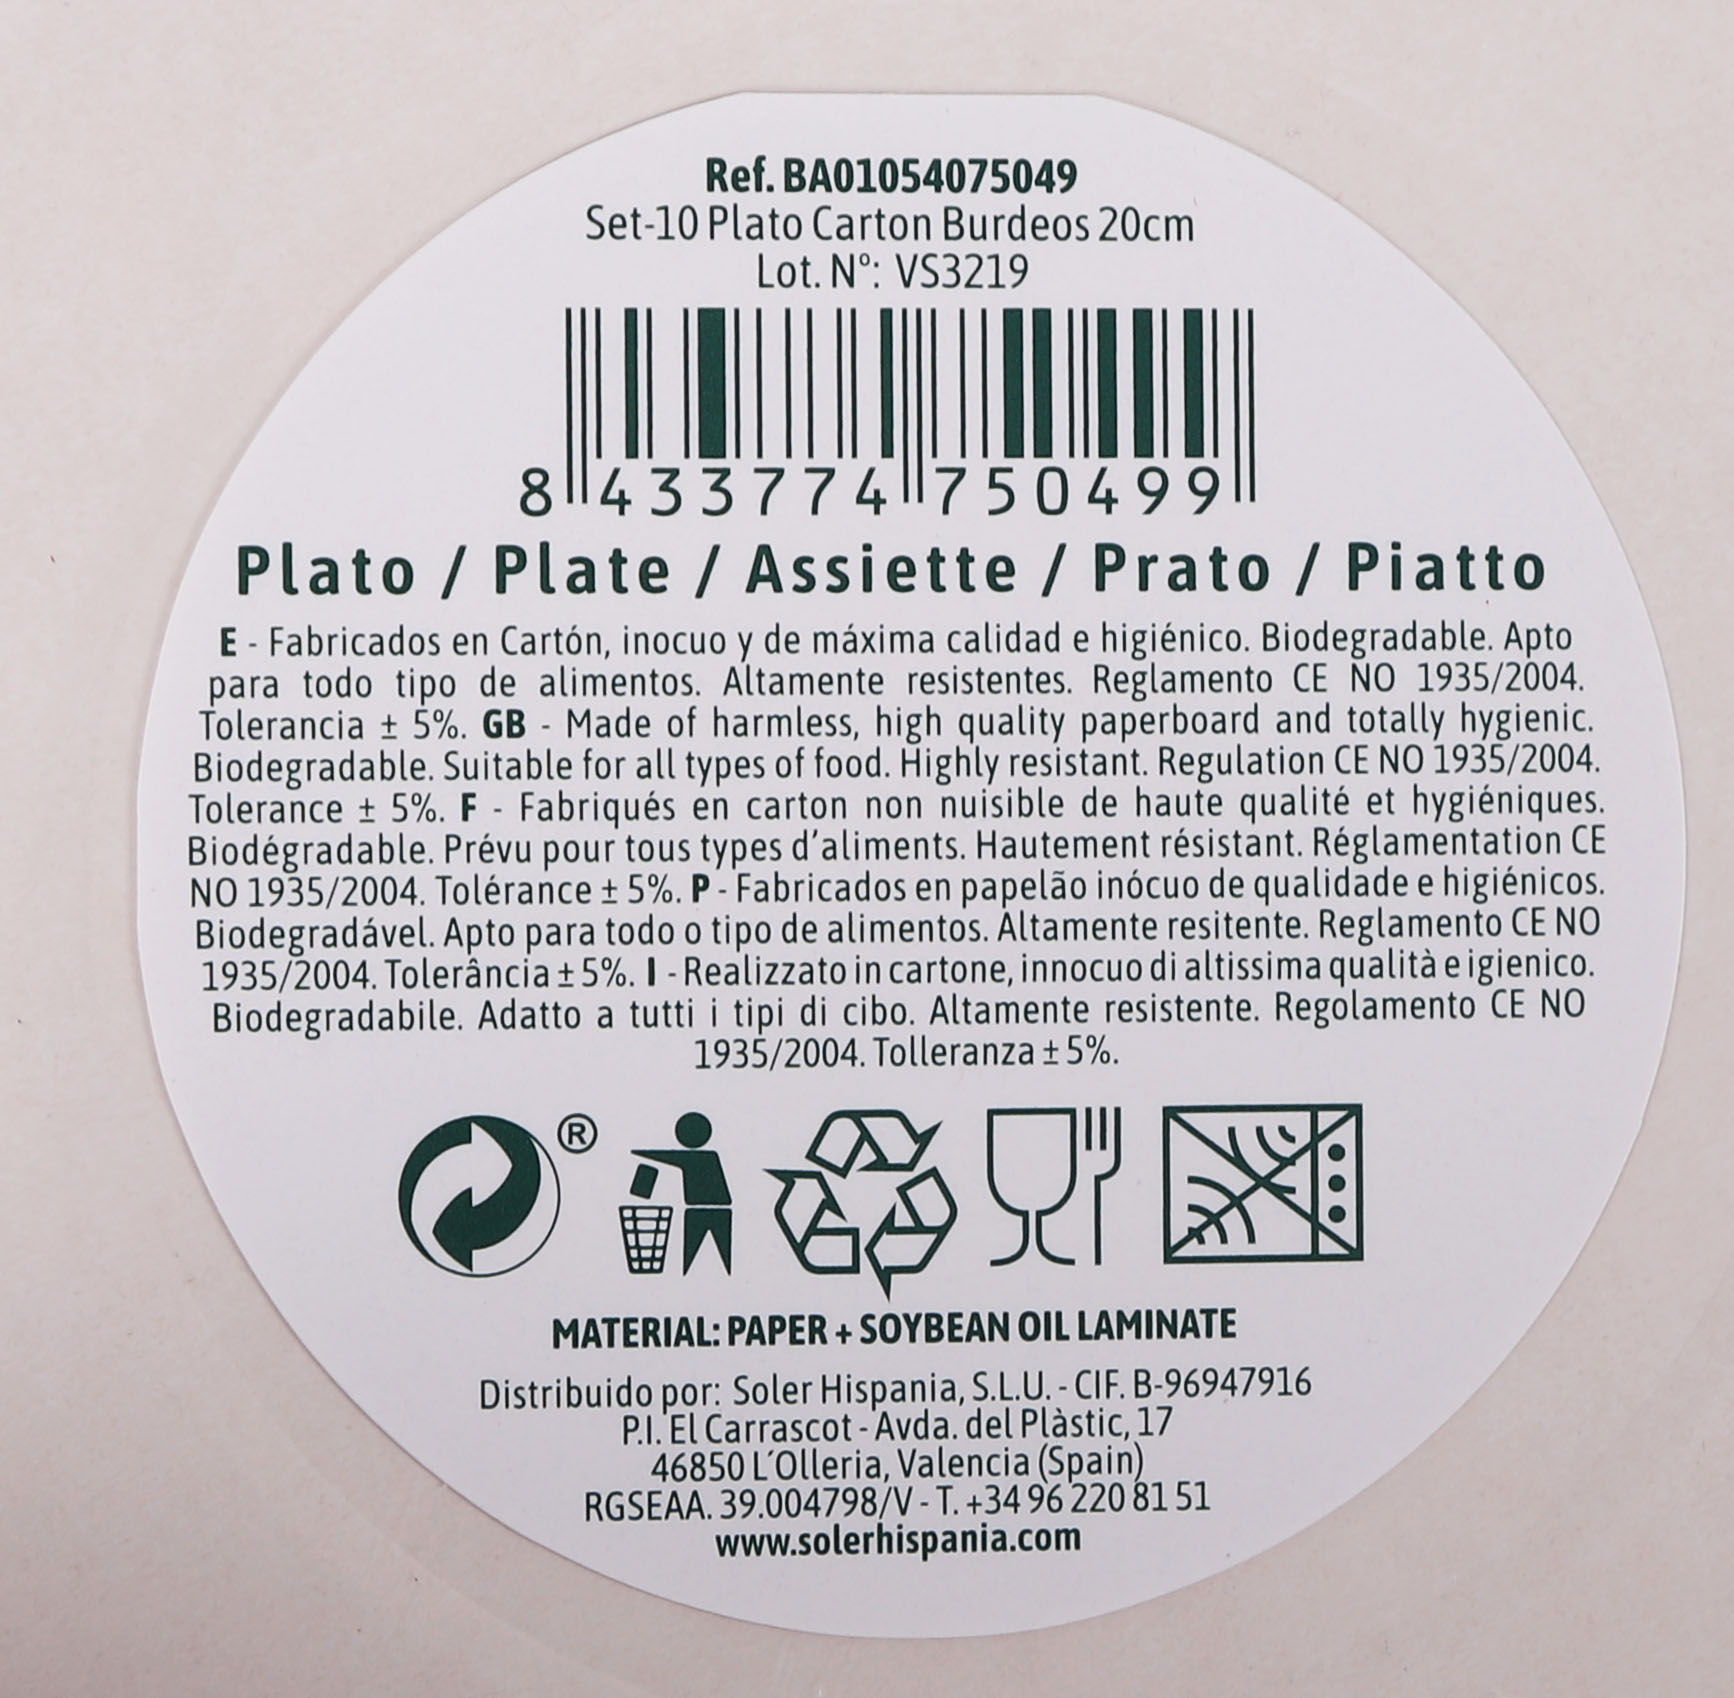 Ref. BA01054075049
Set-10 Plato Carton Burdeos 20cm
Lot. Nº: VS3219
8 433774 750499
Plato / Plate / Assiette / Prato / Piatto
E - Fabricados en Cartón, inocuo y de máxima calidad e higiénico. Biodegradable. Apto
para todo tipo de alimentos. Altamente resistentes. Reglamento CE NO 1935/2004.
Tolerancia ± 5%. GB - Made of harmless, high quality paperboard and totally hygienic.
Biodegradable. Suitable for all types of food. Highly resistant. Regulation CE NO 1935/2004.
Tolerance ± 5%. F - Fabriqués en carton non nuisible de haute qualité et hygiéniques.
Biodégradable. Prévu pour tous types d'aliments. Hautement résistant. Réglamentation CE
NO 1935/2004. Tolérance ± 5%. P - Fabricados en papelão inócuo de qualidade e higiénicos.
Biodegradável. Apto para todo o tipo de alimentos. Altamente resitente. Reglamento CE NO
1935/2004. Tolerância ± 5%. I - Realizzato in cartone, innocuo di altissima qualità e igienico.
Biodegradabile. Adatto a tutti i tipi di cibo. Altamente resistente. Regolamento CE NO
1935/2004. Tolleranza ± 5%.
®
MATERIAL: PAPER + SOYBEAN OIL LAMINATE
Distribuido por: Soler Hispania, S.L.U. - CIF. B-96947916
P.I. El Carrascot - Avda. del Plàstic, 17
46850 L´Olleria, Valencia (Spain)
RGSEAA. 39.004798/V - T. +34 96 220 81 51
www.solerhispania.com